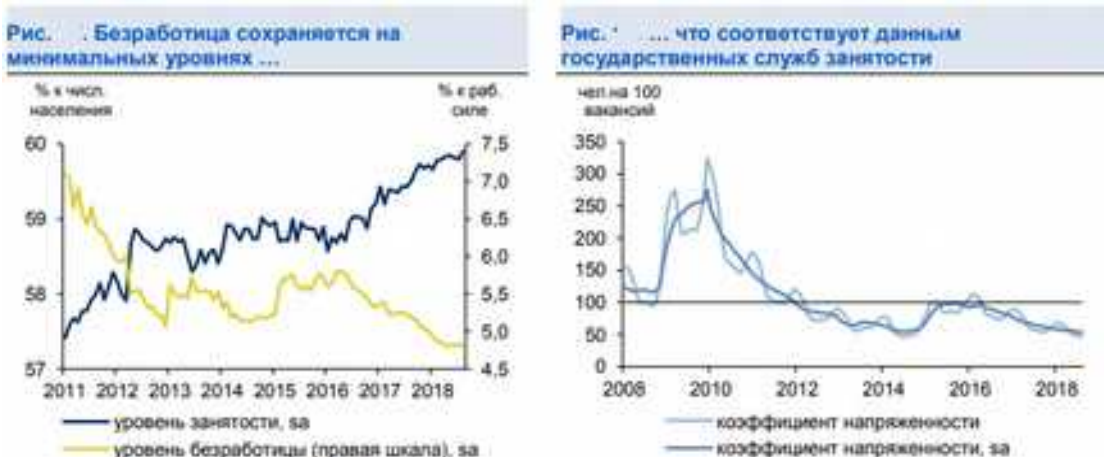 Рис. . Безработица сохраняется на
минимальных уровнях ...
% к числ.
населения
% к раб.
силе
60
59
58
57
7,5
7,0
6,5
6,0
5,5
5,0
4,5
2011 2012 2013 2014 2015 2016 2017 2018
уровень занятости, sa
уровень безработицы (правая шкала), sa
Рис. ... что соответствует данным
государственных служб занятости
чел.на 100
вакансий
350
300
250
200
150
100
50
0
2008 2010 2012 2014 2016 2018
коэффициент напряженности
коэффициент напряженности, sa